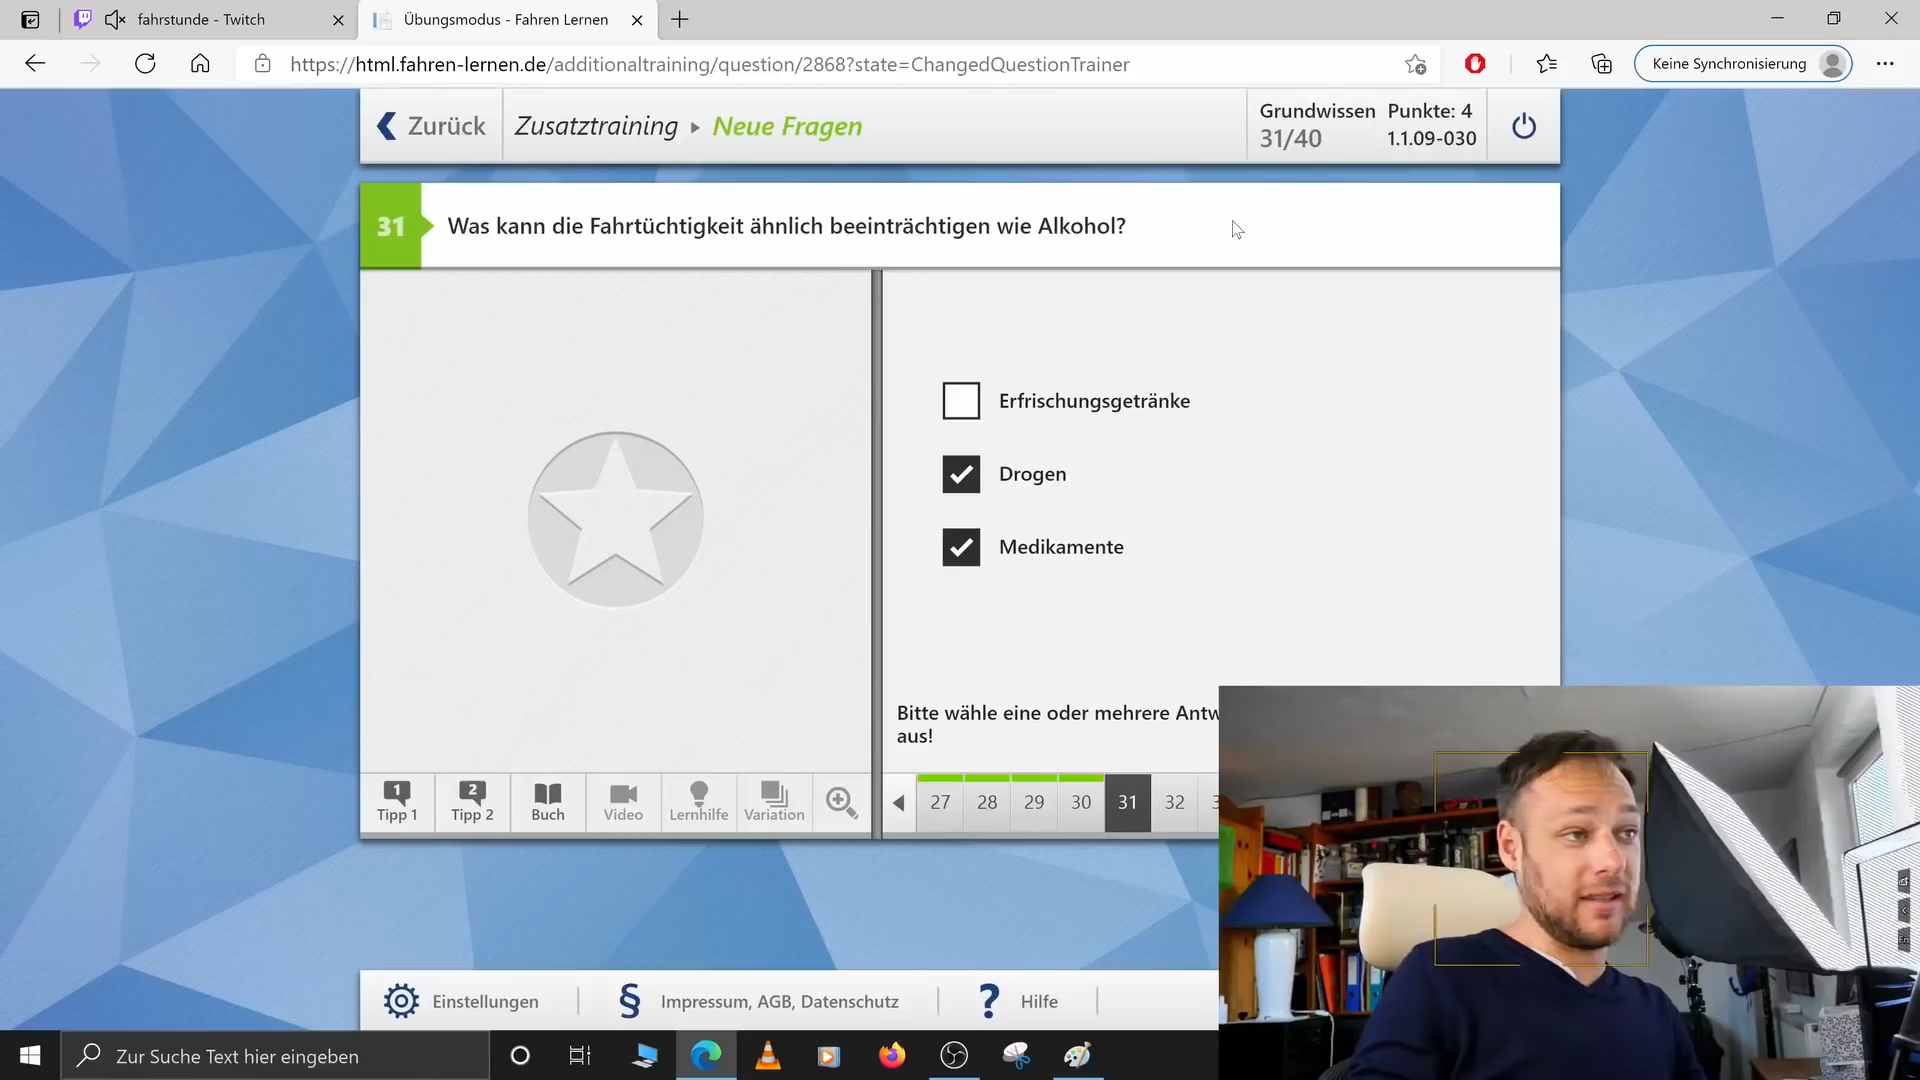 fahrstunde - Twitch
Übungsmodus - Fahren Lernen
https://html.fahren-lernen.de/additionaltraining/question/2868?state=ChangedQuestionTrainer
Keine Synchronisierung
Zurück
Zusatztraining ▸ Neue Fragen
Grundwissen
31/40
Punkte: 4
1.1.09-030
31
Was kann die Fahrtüchtigkeit ähnlich beeinträchtigen wie Alkohol?
Erfrischungsgetränke
Drogen
Medikamente
Bitte wähle eine oder mehrere Antw
aus!
1
Tipp 1
2
Tipp 2
Buch
Video
Lernhilfe
Variation
27 28 29 30 31 32 3
Einstellungen
§ Impressum, AGB, Datenschutz
? Hilfe
Zur Suche Text hier eingeben